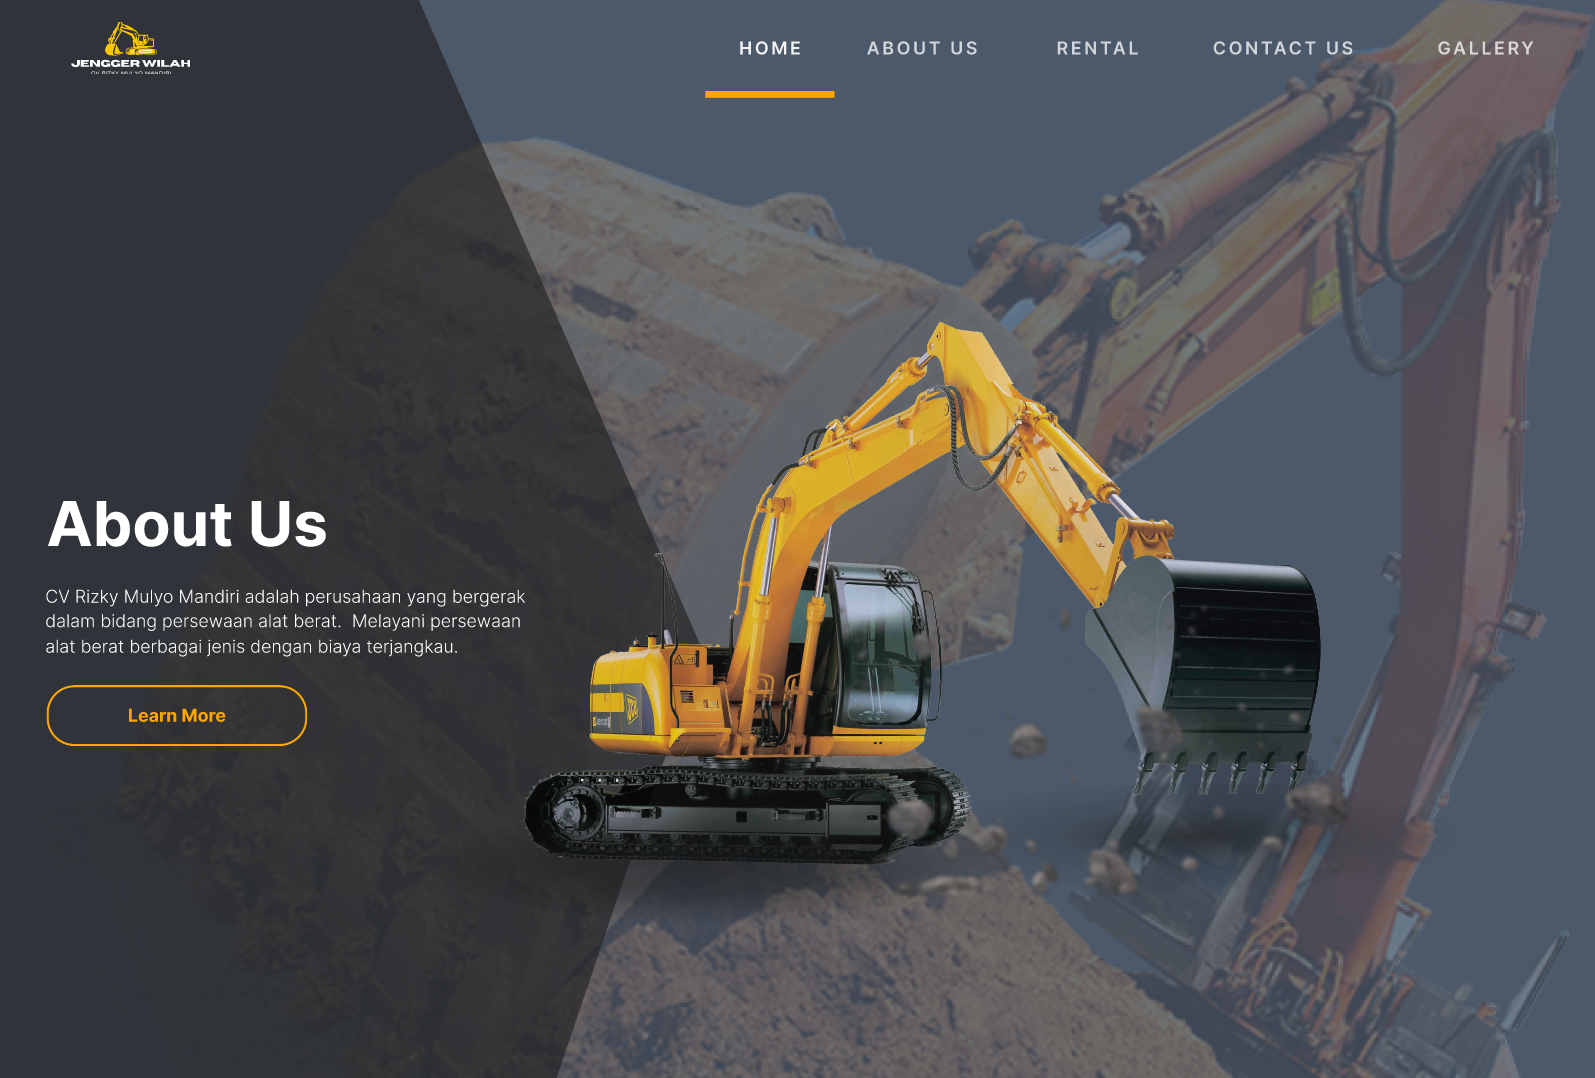 JENGGER WILAH
CV RIZKY MULYO MANDIRI
HOME
ABOUT US
RENTAL
CONTACT US
GALLERY
About Us
CV Rizky Mulyo Mandiri adalah perusahaan yang bergerak
dalam bidang persewaan alat berat.  Melayani persewaan
alat berat berbagai jenis dengan biaya terjangkau.
Learn More
JCB